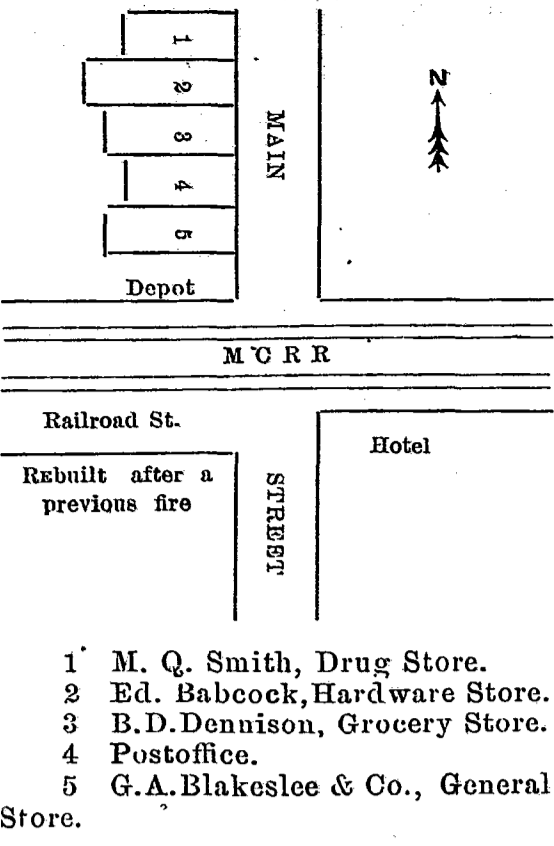 1
2
3
4
5
MAIN
N
Depot
M C R R
Railroad St.
Hotel
Rebuilt after a
previous fire
STREET
1 M. Q. Smith, Drug Store.
2 Ed. Babcock, Hardware Store.
3 B.D.Dennison, Grocery Store.
4 Postoffice.
5 G.A.Blakeslee & Co., General
Store.